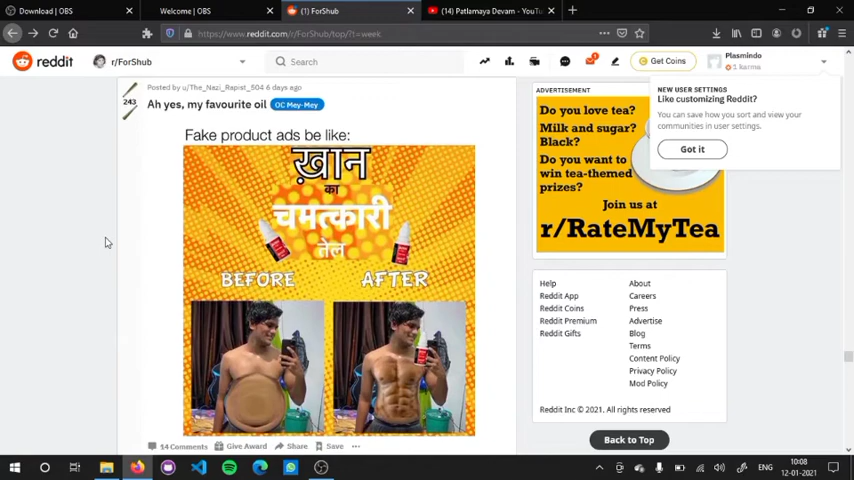 Download | OBS
Welcome | OBS
(1) ForShub
(14) Patlamaya Devam - YouT
https://www.reddit.com/r/ForShub/top/?t=week
reddit
r/ForShub
Search
Get Coins
Plasmindo
1 karma
Posted by u/The_Nazi_Rapist_504 6 days ago
243
Ah yes, my favourite oil
OC Mey-Mey
Fake product ads be like:
ख़ान
का
चमत्कारी
तेल
BEFORE
AFTER
14 Comments
Give Award
Share
Save
ADVERTISEMENT
Do you love tea?
Milk and sugar?
Black?
Do you want to
win tea-themed
prizes?
Join us at
r/RateMyTea
NEW USER SETTINGS
Like customizing Reddit?
You can save how you sort and view your
communities in user settings.
Got it
Help
Reddit App
Reddit Coins
Reddit Premium
Reddit Gifts
About
Careers
Press
Advertise
Blog
Terms
Content Policy
Privacy Policy
Mod Policy
Reddit Inc © 2021. All rights reserved
Back to Top
ENG
10:08
12-01-2021